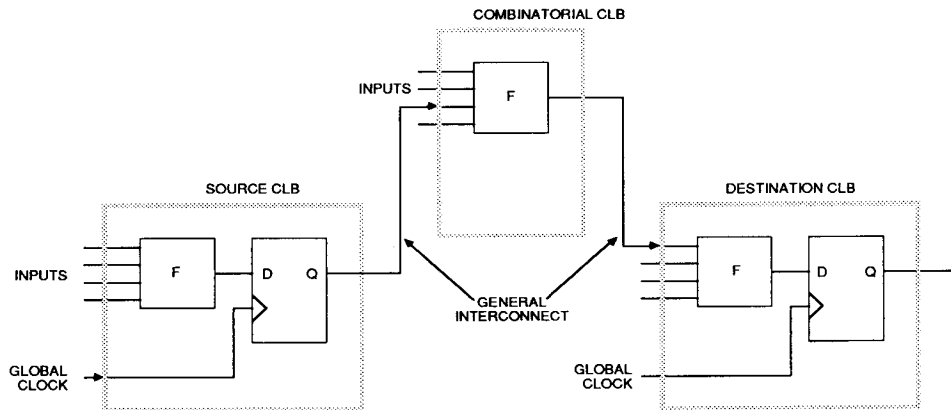 COMBINATORIAL CLB
INPUTS
F
SOURCE CLB
INPUTS
F
D
Q
GLOBAL
CLOCK
GENERAL
INTERCONNECT
DESTINATION CLB
F
D
Q
GLOBAL
CLOCK